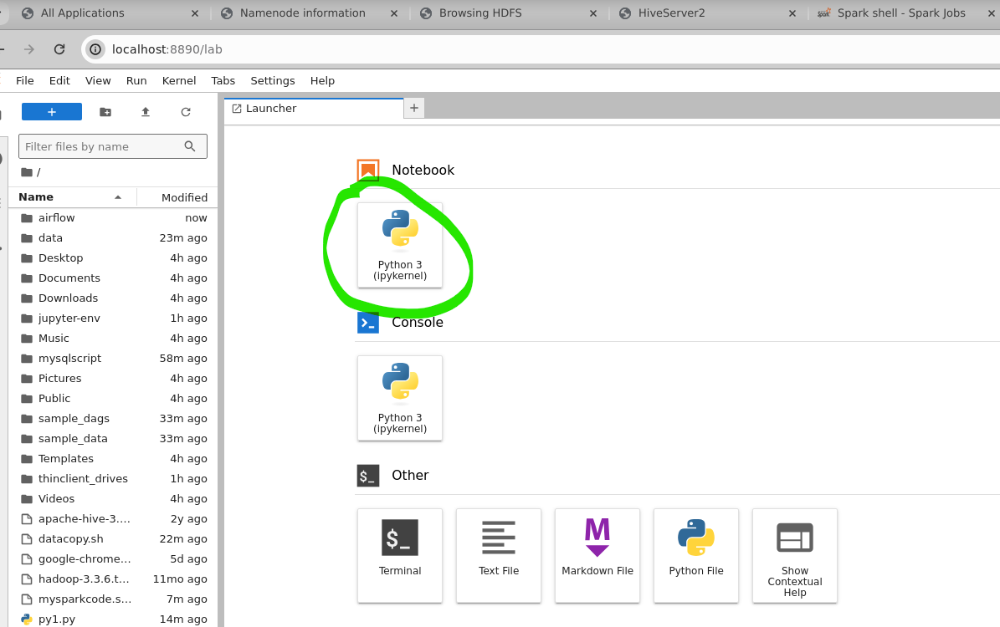 All Applications
Namenode information
Browsing HDFS
HiveServer2
Spark shell - Spark Jobs
localhost:8890/lab
File Edit View Run Kernel Tabs Settings Help
Launcher
Filter files by name
/
Name Modified
airflow now
data 23m ago
Desktop 4h ago
Documents 4h ago
Downloads 4h ago
jupyter-env 1h ago
Music 4h ago
mysqlscript 58m ago
Pictures 4h ago
Public 4h ago
sample_dags 33m ago
sample_data 33m ago
Templates 4h ago
thinclient_drives 1h ago
Videos 4h ago
apache-hive-3.... 2y ago
datacopy.sh 22m ago
google-chrome... 5d ago
hadoop-3.3.6.t... 11mo ago
mysparkcode.s... 7m ago
py1.py 14m ago
Notebook
Python 3
(ipykernel)
Console
Python 3
(ipykernel)
$_ Other
$_
Terminal
Text File
M
Markdown File
Python File
Show
Contextual
Help